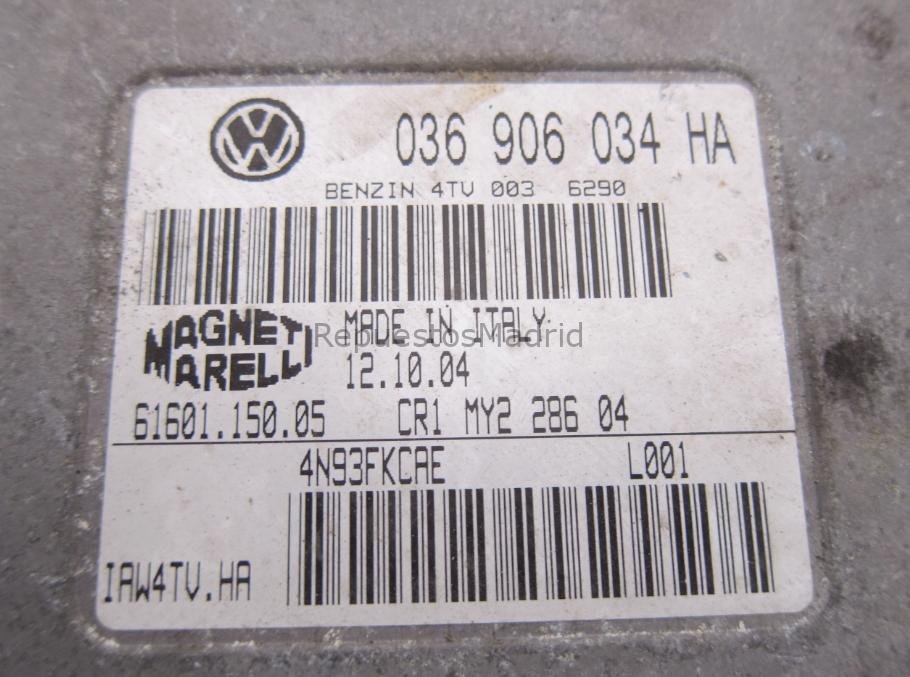 036 906 034 HA
BENZIN 4TV 003 6290
MAGNETI MARELLI
MADE IN ITALY
RepuestosMadrid
12.10.04
61601.150.05 CR1 MY2 286 04
4N93FKCAE L001
IAW4TV.HA